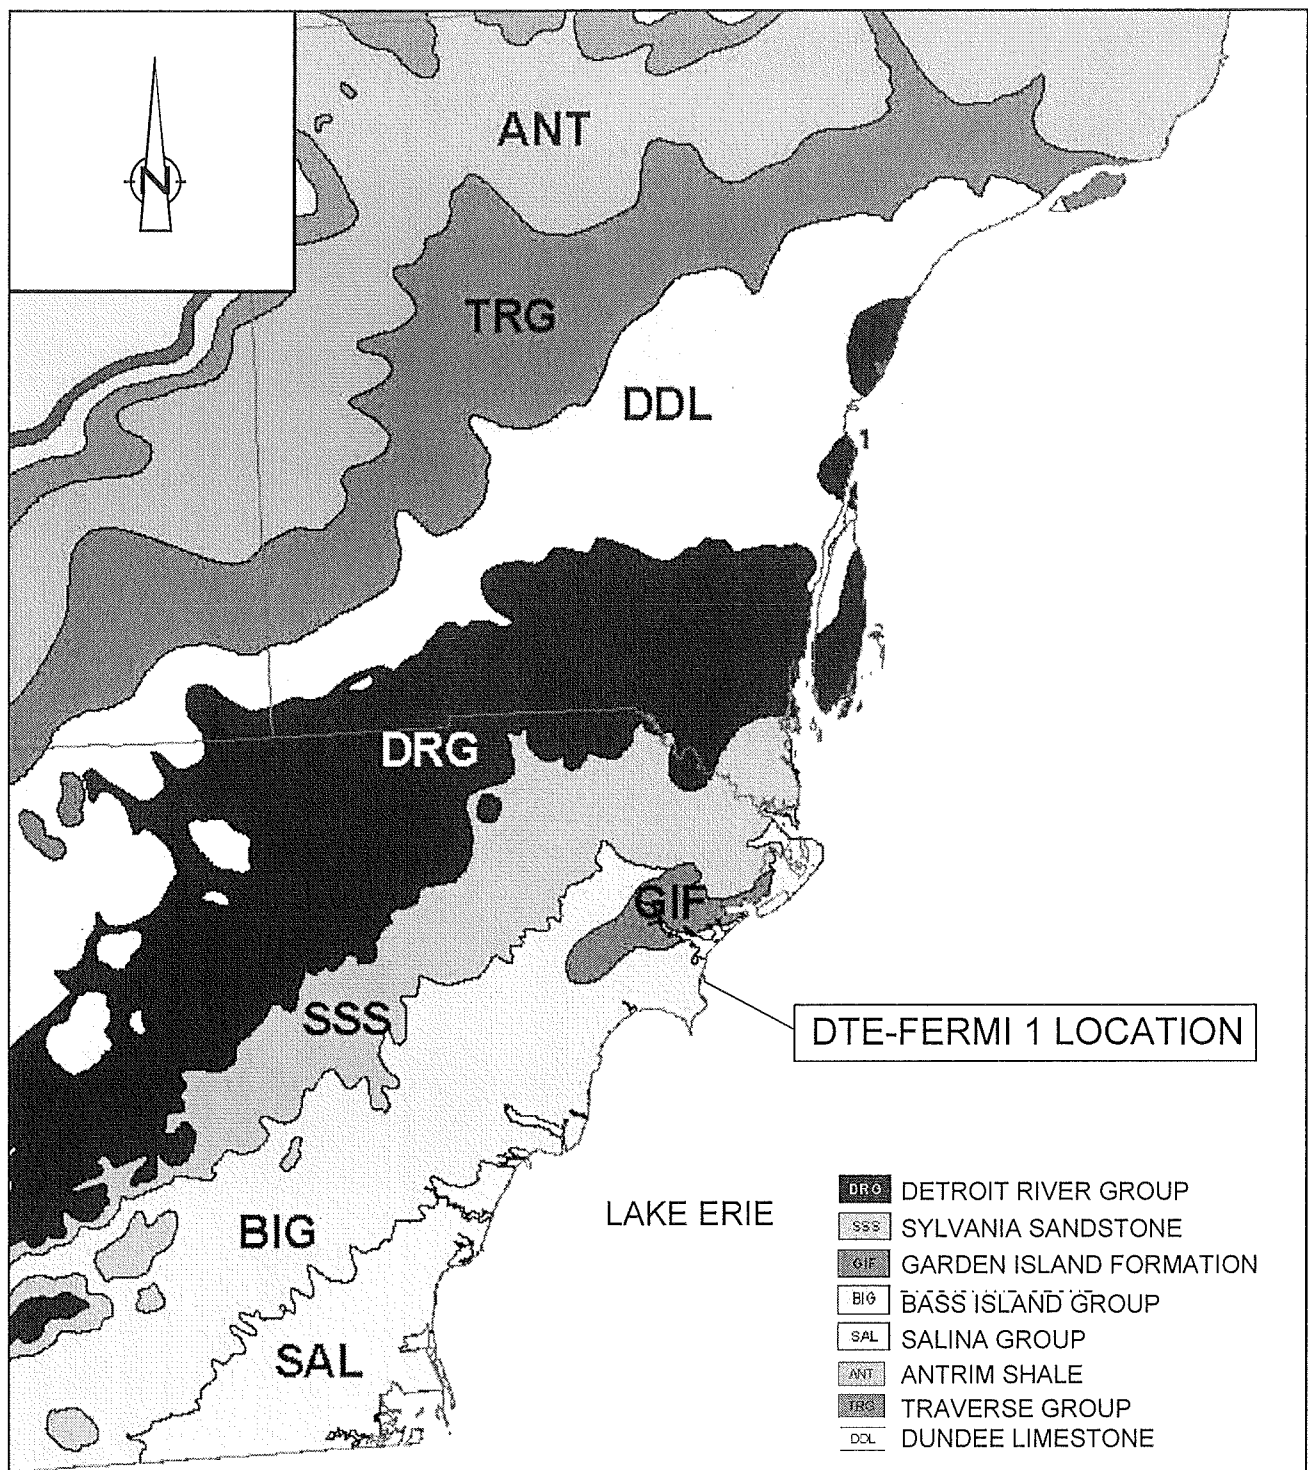 N
ANT
TRG
DDL
1
DRG
GIF
SSS
DTE-FERMI 1 LOCATION
LAKE ERIE
BIG
SAL
DRG DETROIT RIVER GROUP
SSS SYLVANIA SANDSTONE
GIF GARDEN ISLAND FORMATION
BIG BASS ISLAND GROUP
SAL SALINA GROUP
ANT ANTRIM SHALE
TRG TRAVERSE GROUP
DDL DUNDEE LIMESTONE